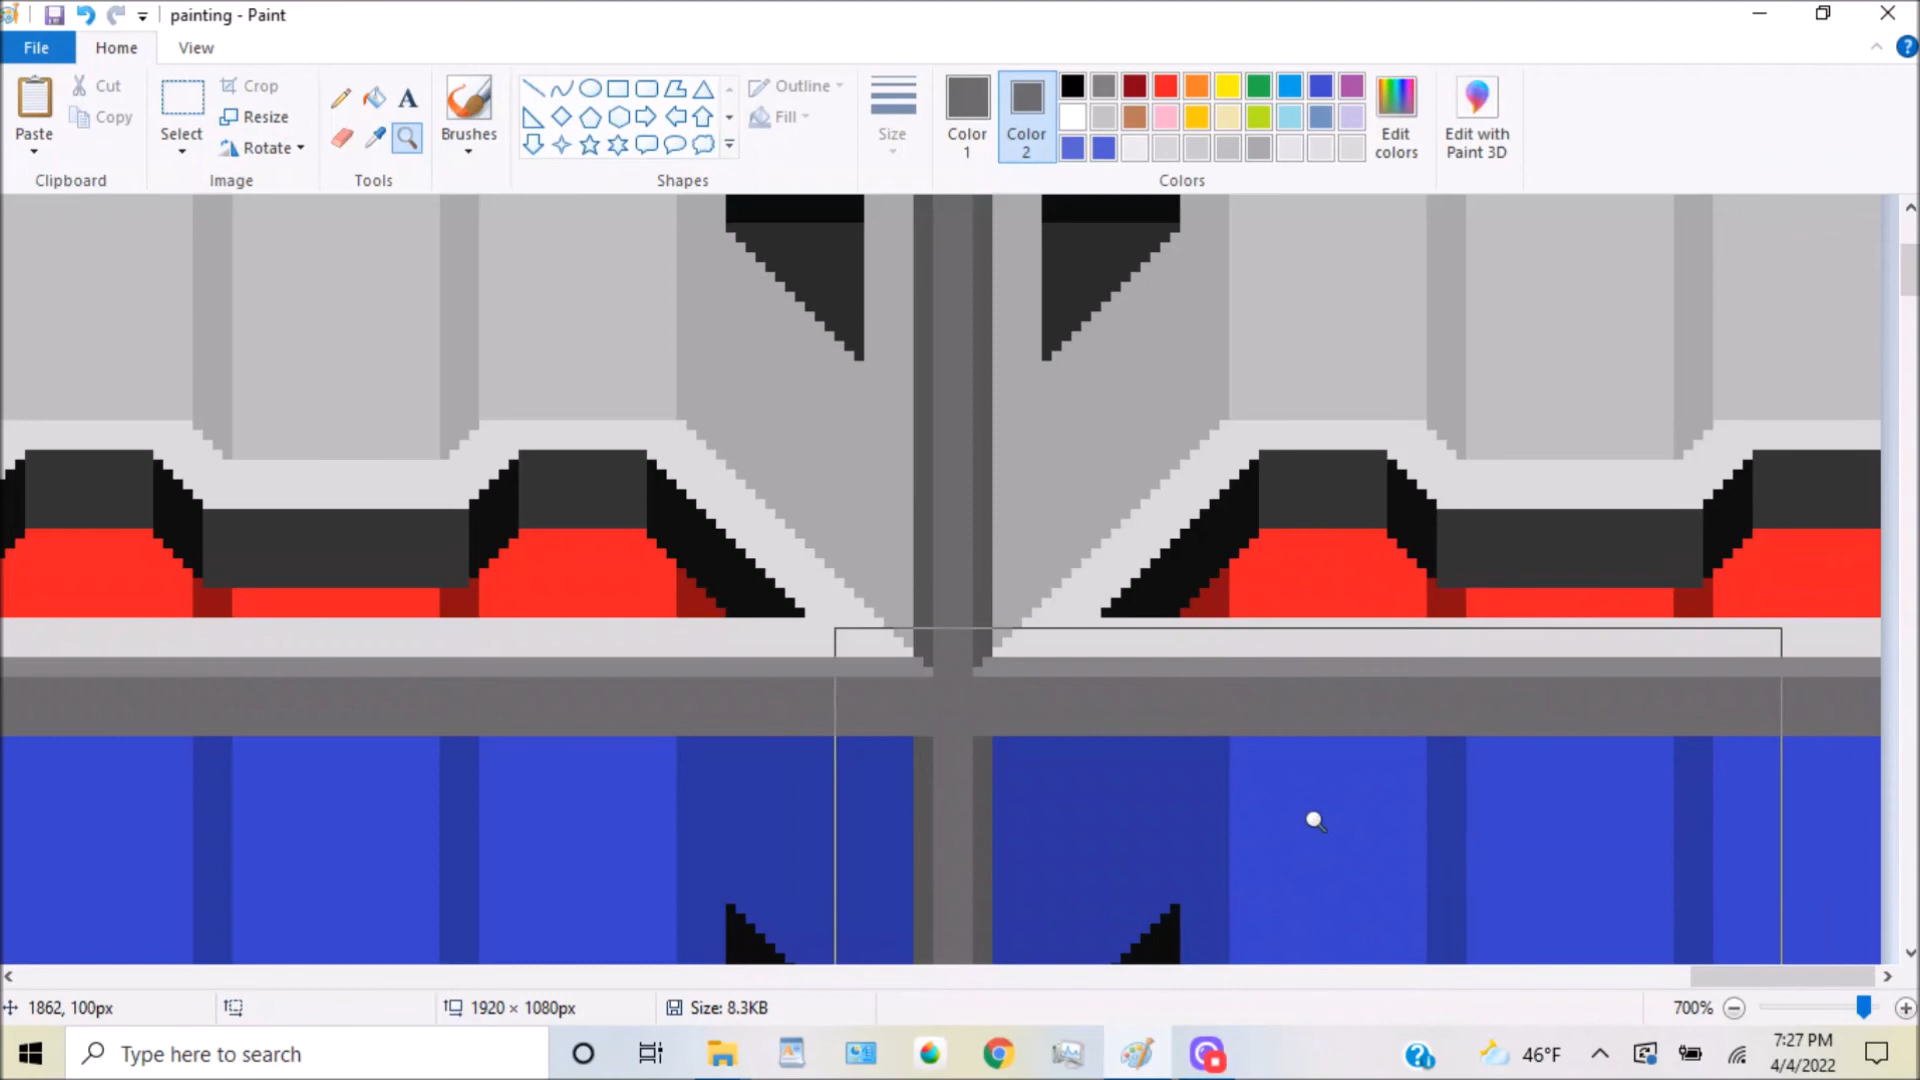 painting - Paint
File Home View
Paste
Cut
Copy
Clipboard
Select
Crop
Resize
Rotate
Image
A
Tools
Brushes
Shapes
Outline
Fill
Size
Color
1
Color
2
Colors
Edit
colors
Edit with
Paint 3D
1862, 100px
1920 × 1080px
Size: 8.3KB
700%
Type here to search
46°F
7:27 PM
4/4/2022